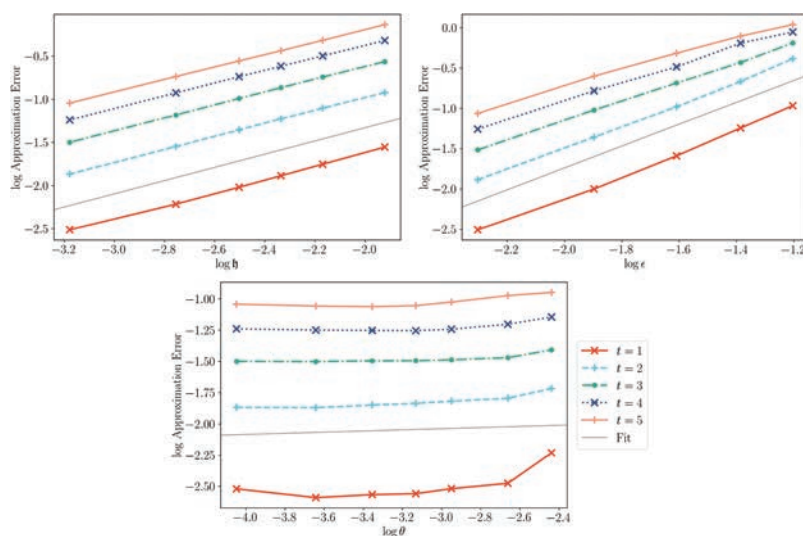 log Approximation Error
−0.5
−1.0
−1.5
−2.0
−2.5
−3.2 −3.0 −2.8 −2.6 −2.4 −2.2 −2.0
log 𝔥
log Approximation Error
0.0
−0.5
−1.0
−1.5
−2.0
−2.5
−2.2 −2.0 −1.8 −1.6 −1.4 −1.2
log ϵ
log Approximation Error
−1.00
−1.25
−1.50
−1.75
−2.00
−2.25
−2.50
−4.0 −3.8 −3.6 −3.4 −3.2 −3.0 −2.8 −2.6 −2.4
log θ
t = 1
t = 2
t = 3
t = 4
t = 5
Fit